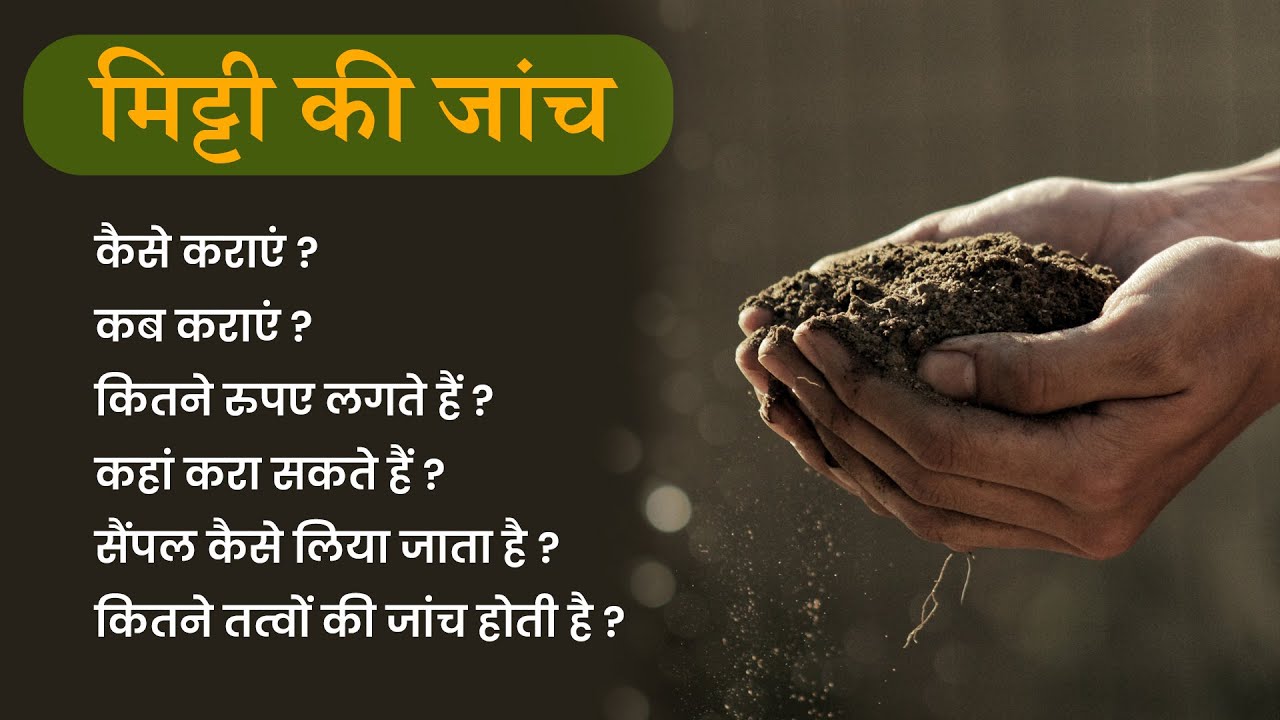 मिट्टी की जांच
कैसे कराएं ?
कब कराएं ?
कितने रुपए लगते हैं ?
कहां करा सकते हैं ?
सैंपल कैसे लिया जाता है ?
कितने तत्वों की जांच होती है ?